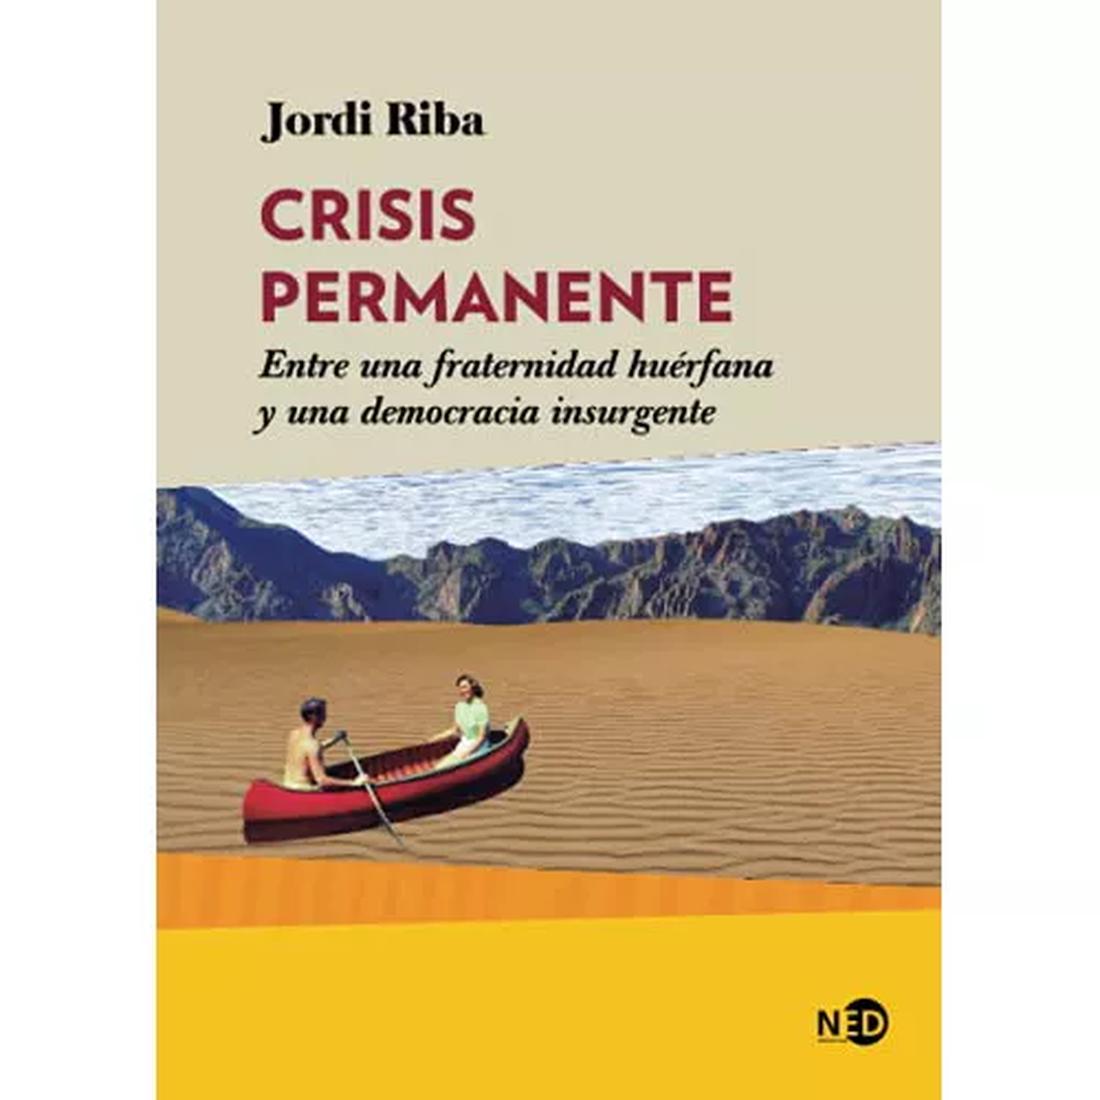 Jordi Riba
CRISIS
PERMANENTE
Entre una fraternidad huérfana
y una democracia insurgente
NED